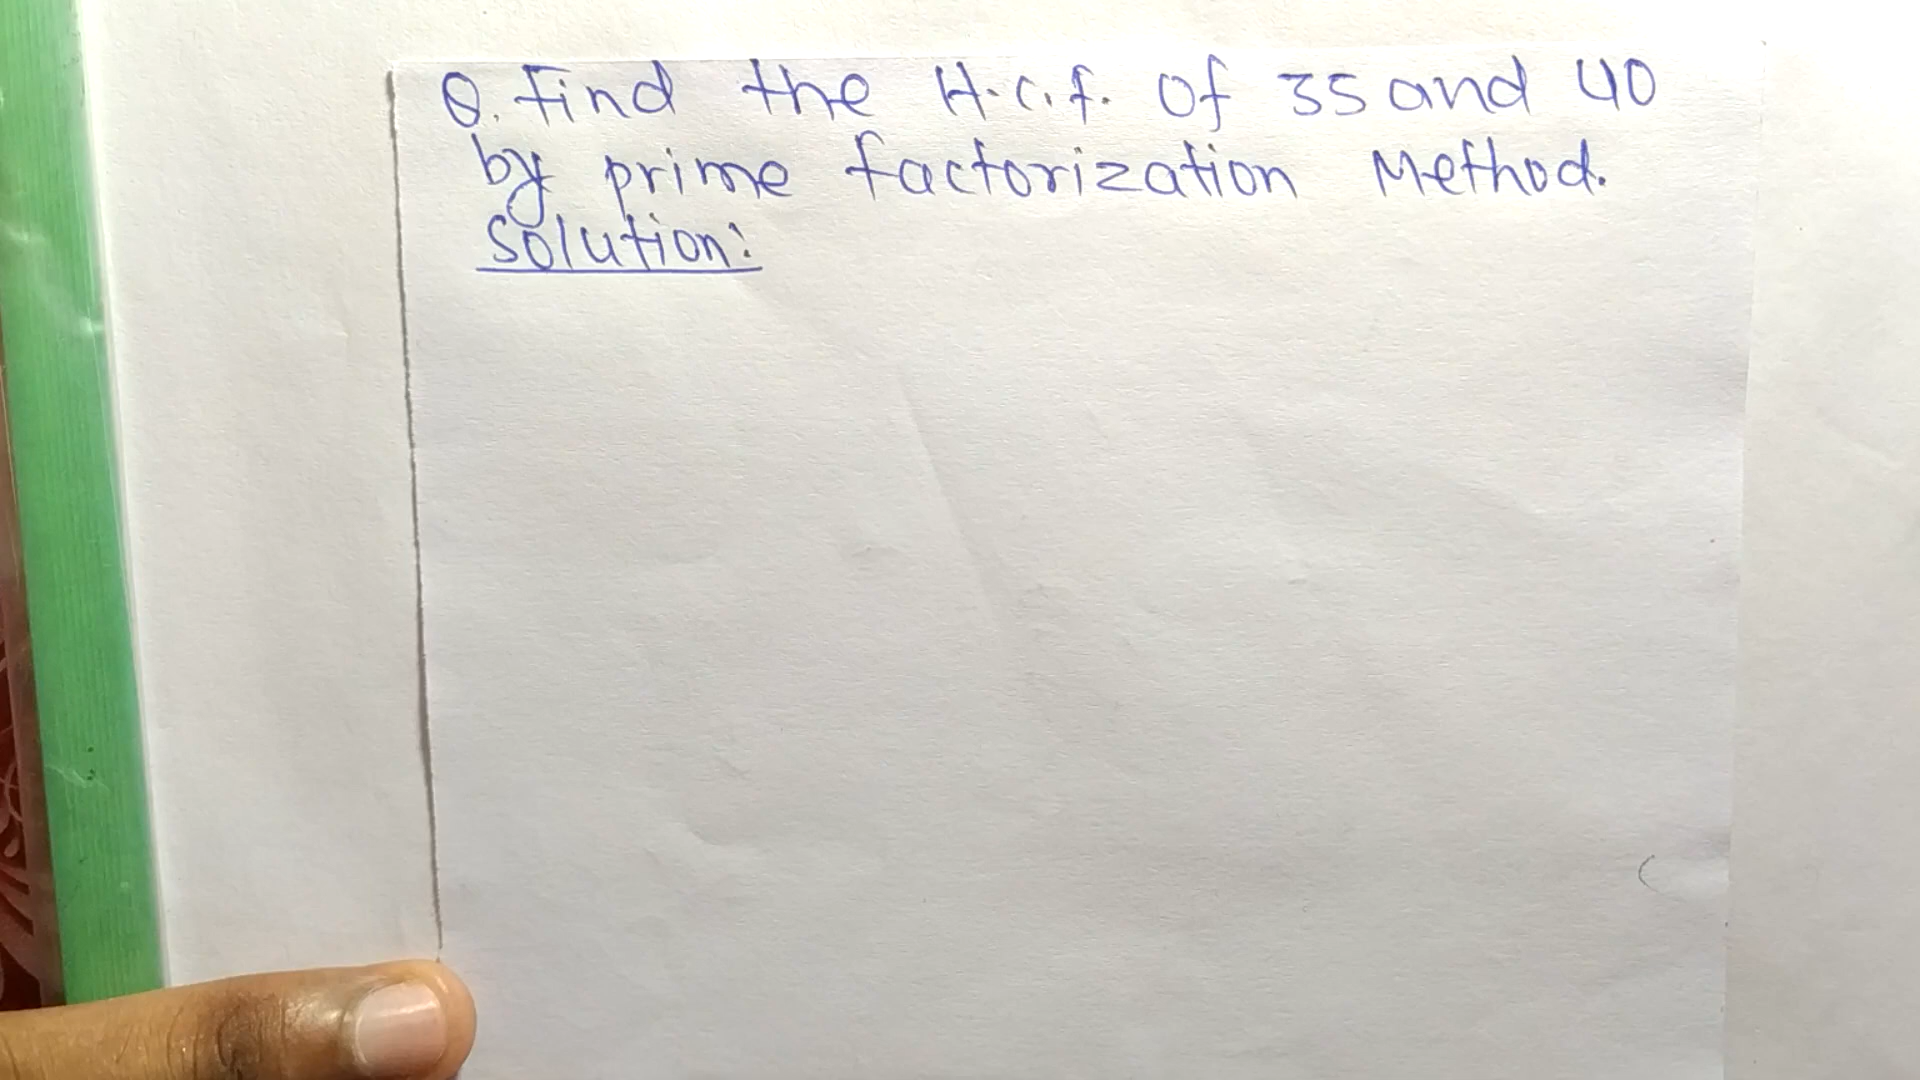 Q. Find the H.C.f. of 35 and 40
by prime factorization Method.
Solution: